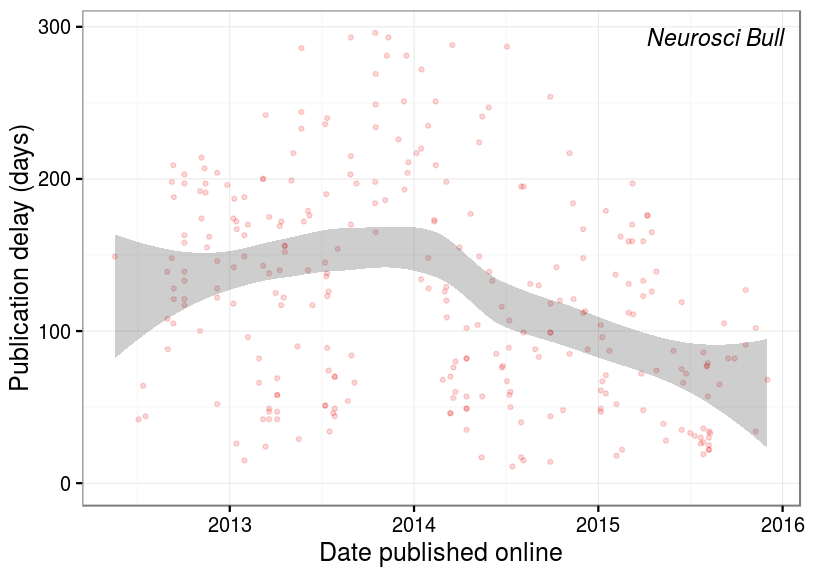 Neurosci Bull
Publication delay (days)
300
200
100
0
2013 2014 2015 2016
Date published online